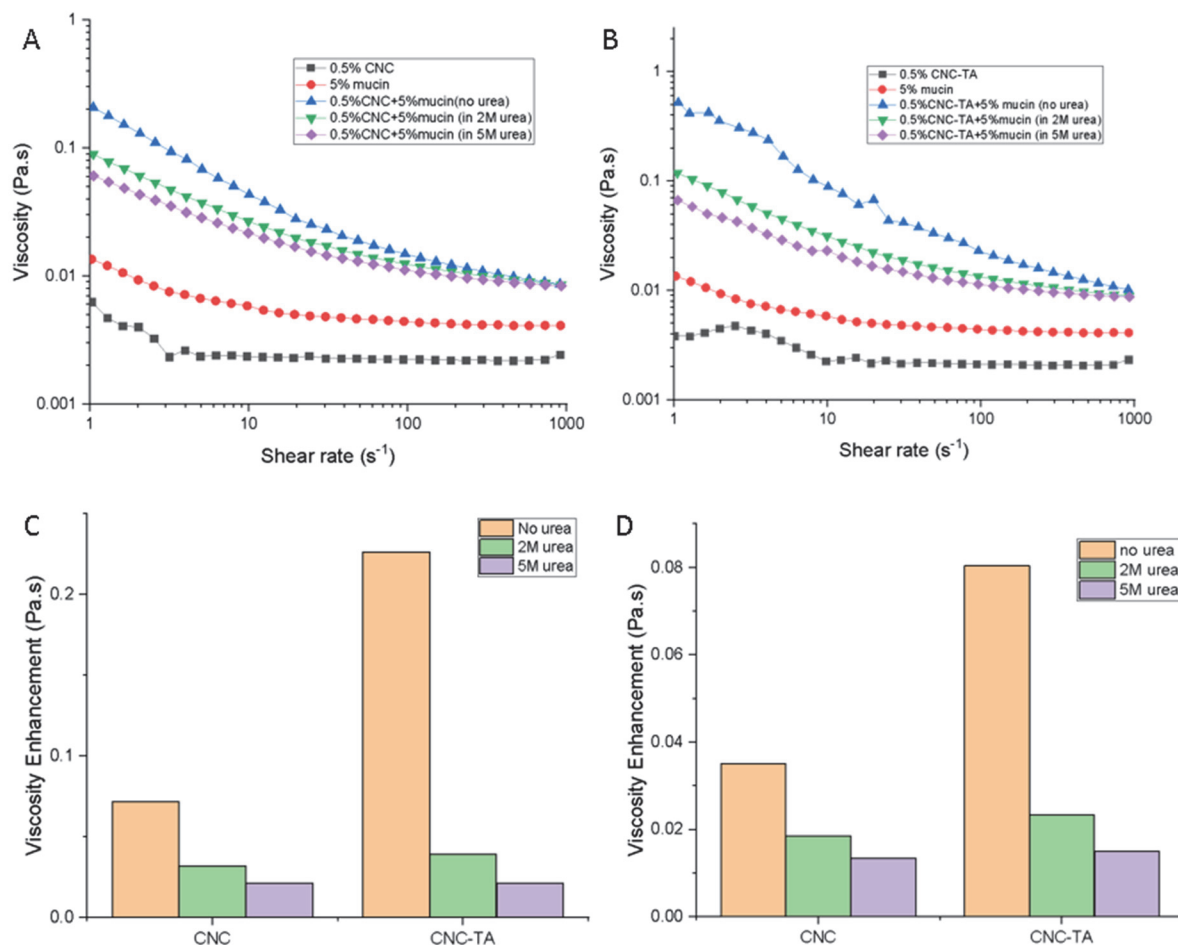 A
Viscosity (Pa.s)
1
0.1
0.01
0.001
0.5% CNC
5% mucin
0.5%CNC+5%mucin(no urea)
0.5%CNC+5%mucin (in 2M urea)
0.5%CNC+5%mucin (in 5M urea)
1 10 100 1000
Shear rate (s⁻¹)
B
Viscosity (Pa.s)
1
0.1
0.01
0.001
0.5% CNC-TA
5% mucin
0.5%CNC-TA+5% mucin (no urea)
0.5%CNC-TA+5%mucin (in 2M urea)
0.5%CNC-TA+5%mucin (in 5M urea)
1 10 100 1000
Shear rate (s⁻¹)
C
Viscosity Enhancement (Pa.s)
0.2
0.1
0.0
No urea
2M urea
5M urea
CNC CNC-TA
D
Viscosity Enhancement (Pa.s)
0.08
0.06
0.04
0.02
0.00
no urea
2M urea
5M urea
CNC CNC-TA